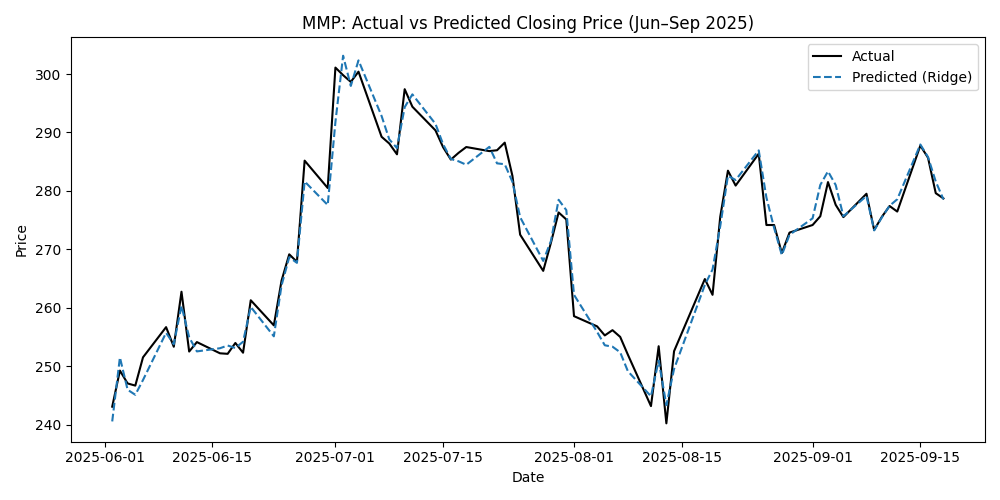 MMP: Actual vs Predicted Closing Price (Jun–Sep 2025)
Actual
Predicted (Ridge)
Price
300
290
280
270
260
250
240
2025-06-01 2025-06-15 2025-07-01 2025-07-15 2025-08-01 2025-08-15 2025-09-01 2025-09-15
Date